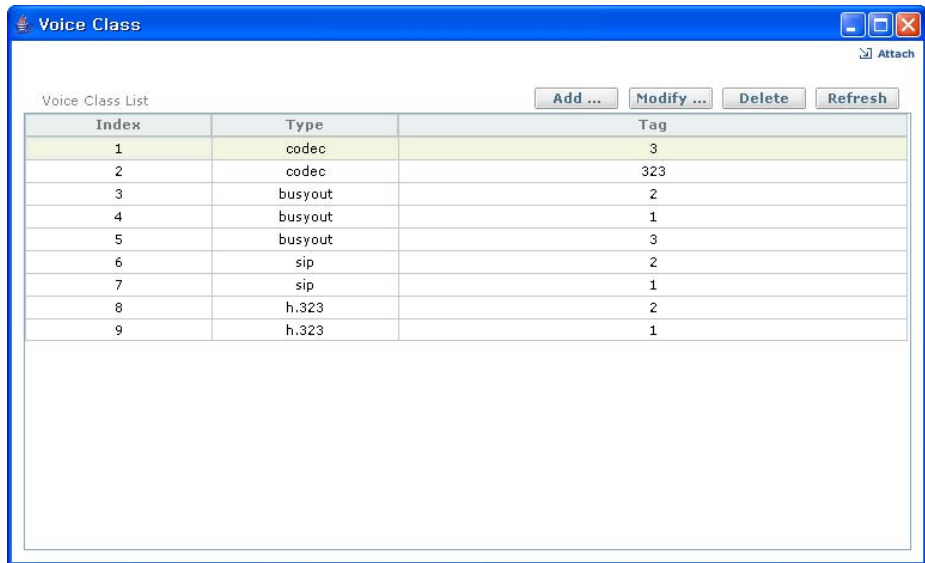 Voice Class
Attach
Voice Class List Add ... Modify ... Delete Refresh
Index Type Tag
1 codec 3
2 codec 323
3 busyout 2
4 busyout 1
5 busyout 3
6 sip 2
7 sip 1
8 h.323 2
9 h.323 1